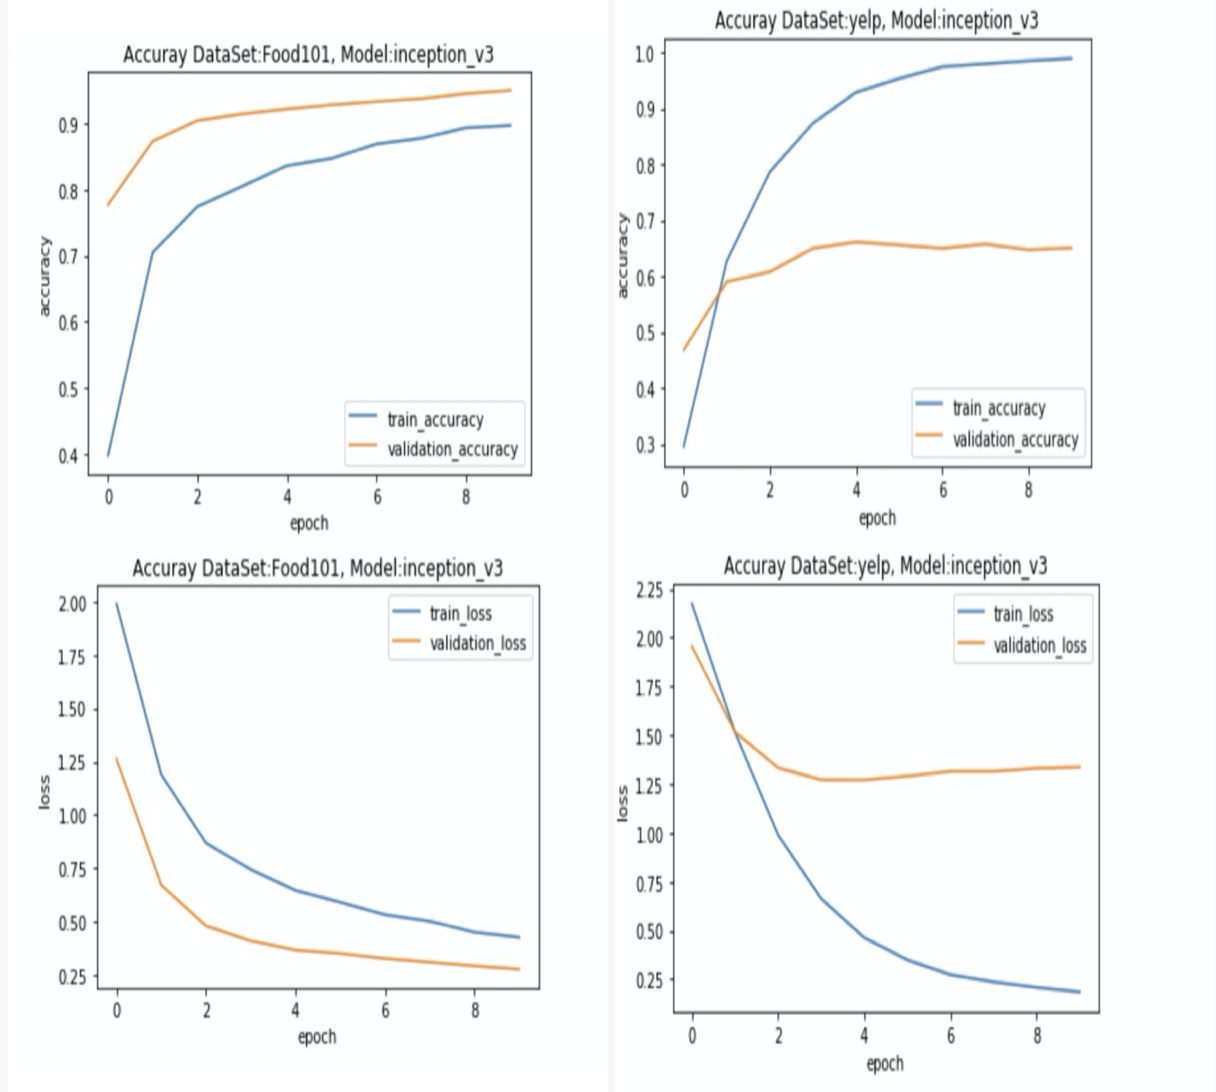 Accuray DataSet:Food101, Model:inception_v3
0.9
0.8
0.7
0.6
0.5
0.4
accuracy
train_accuracy
validation_accuracy
0 2 4 6 8
epoch
Accuray DataSet:yelp, Model:inception_v3
1.0
0.9
0.8
0.7
0.6
0.5
0.4
0.3
accuracy
train_accuracy
validation_accuracy
0 2 4 6 8
epoch
Accuray DataSet:Food101, Model:inception_v3
2.00
1.75
1.50
1.25
1.00
0.75
0.50
0.25
loss
train_loss
validation_loss
0 2 4 6 8
epoch
Accuray DataSet:yelp, Model:inception_v3
2.25
2.00
1.75
1.50
1.25
1.00
0.75
0.50
0.25
loss
train_loss
validation_loss
0 2 4 6 8
epoch